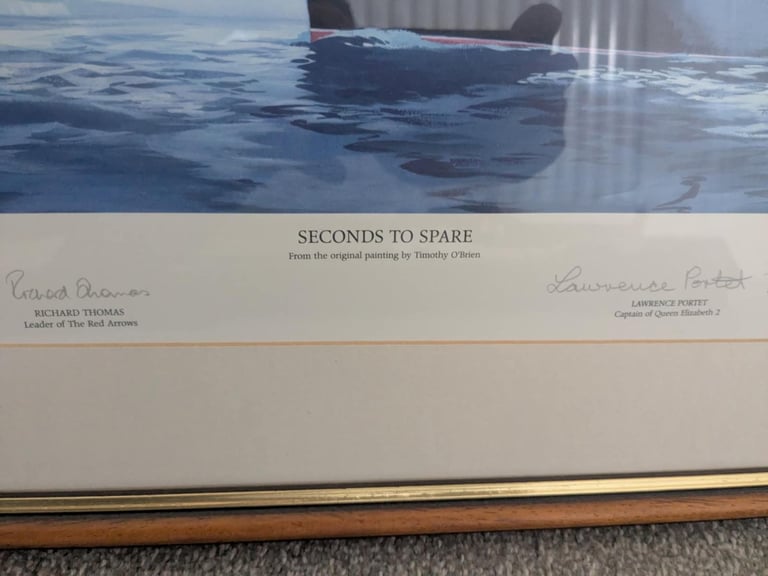 SECONDS TO SPARE
From the original painting by Timothy O'Brien
Richard Thomas
RICHARD THOMAS
Leader of The Red Arrows
Lawrence Portet
LAWRENCE PORTET
Captain of Queen Elizabeth 2